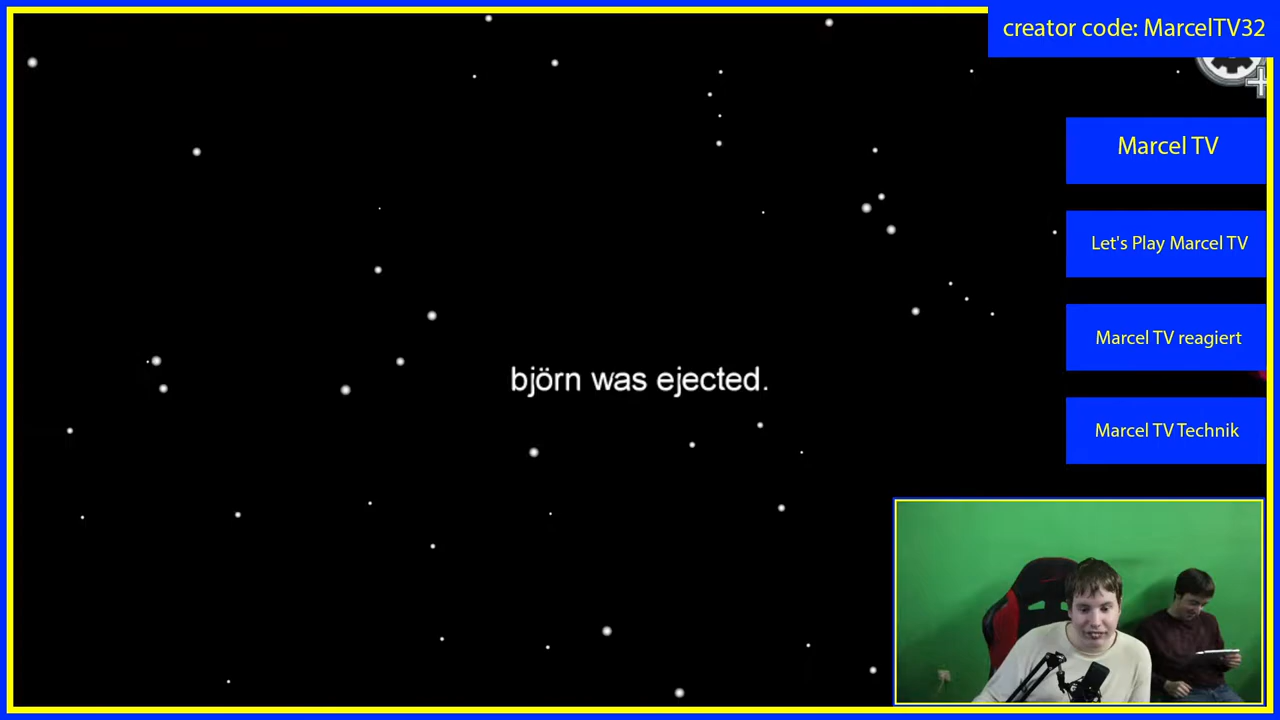 creator code: MarcelTV32
Marcel TV
Let's Play Marcel TV
Marcel TV reagiert
björn was ejected.
Marcel TV Technik